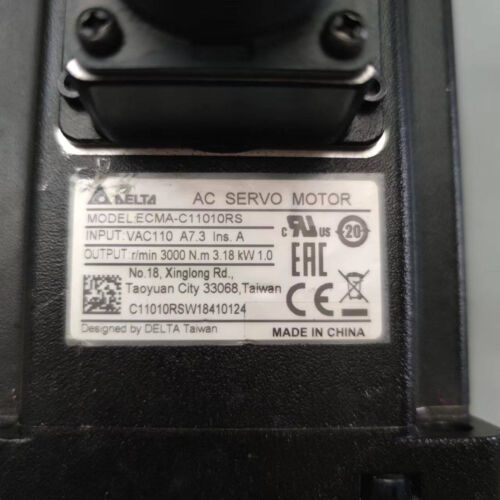 DELTA AC SERVO MOTOR
MODEL:ECMA-C11010RS
INPUT:VAC110 A7.3 Ins. A
OUTPUT:r/min 3000 N.m 3.18 kW 1.0
No.18, Xinglong Rd.,
Taoyuan City 33068,Taiwan
C11010RSW18410124
Designed by DELTA Taiwan
c UL US 20
EAC
CE
MADE IN CHINA